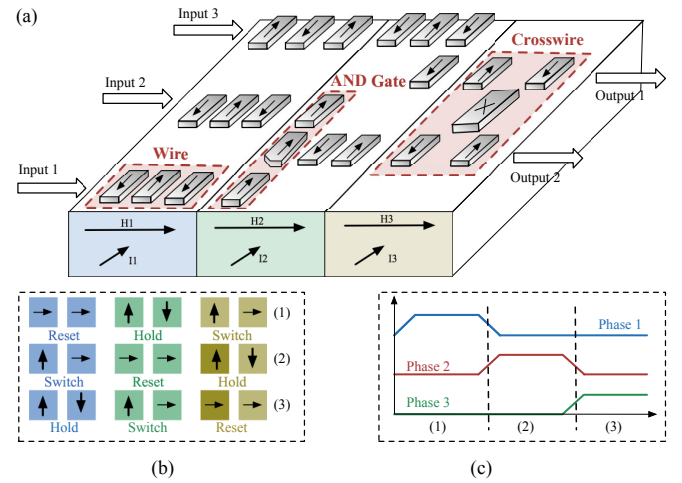 (a)
Input 3
Crosswire
Input 2
AND Gate
Output 1
Wire
Input 1
Output 2
H1
H2
H3
I1
I2
I3
Reset
Hold
Switch
(1)
Switch
Reset
Hold
(2)
Hold
Switch
Reset
(3)
Phase 1
Phase 2
Phase 3
(1)
(2)
(3)
(b)
(c)